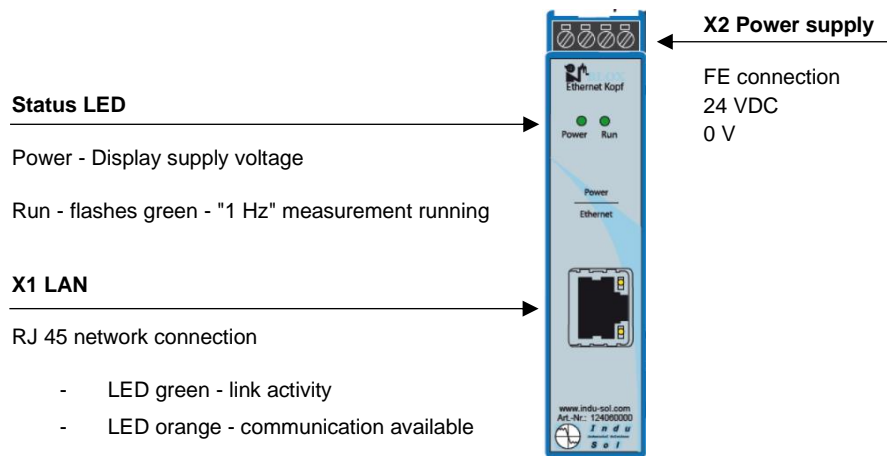 X2 Power supply
FE connection
24 VDC
0 V
Status LED
Power - Display supply voltage
Run - flashes green - "1 Hz" measurement running
X1 LAN
RJ 45 network connection
- LED green - link activity
- LED orange - communication available
Ethernet Kopf
Power Run
Power
Ethernet
www.indu-sol.com
Art.-Nr.: 124060000
Indu
Sol